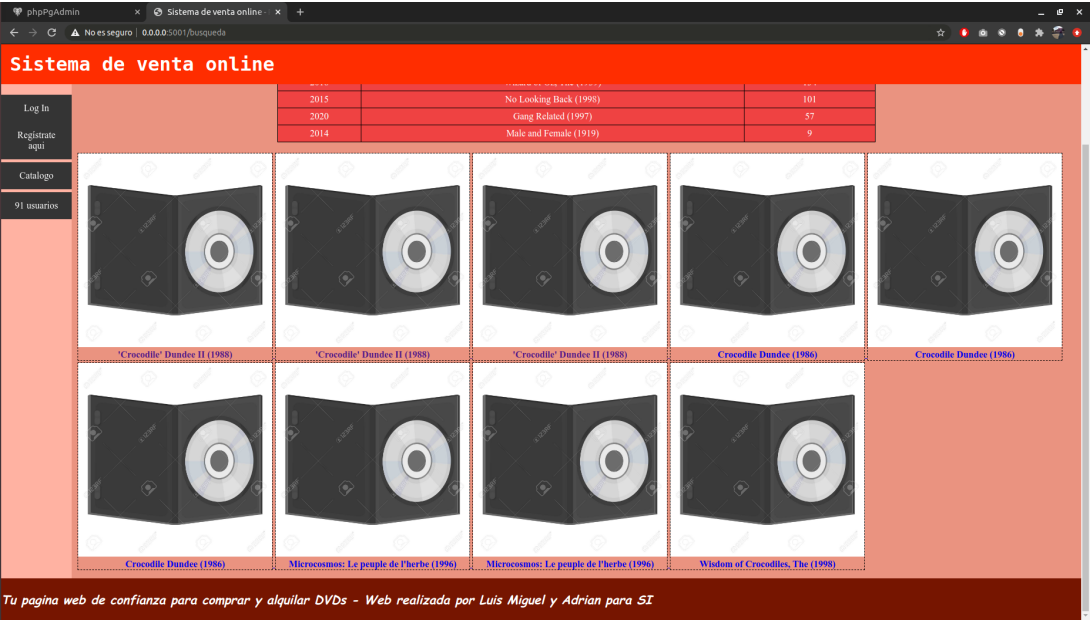 phpPgAdmin
Sistema de venta online -
No es seguro | 0.0.0.0:5001/busqueda
Sistema de venta online
Log In
Regístrate
aqui
Catalogo
91 usuarios
2015 No Looking Back (1998) 101
2020 Gang Related (1997) 57
2014 Male and Female (1919) 9
'Crocodile' Dundee II (1988) 'Crocodile' Dundee II (1988) 'Crocodile' Dundee II (1988) Crocodile Dundee (1986) Crocodile Dundee (1986)
Crocodile Dundee (1986) Microcosmos: Le peuple de l'herbe (1996) Microcosmos: Le peuple de l'herbe (1996) Wisdom of Crocodiles, The (1998)
Tu pagina web de confianza para comprar y alquilar DVDs - Web realizada por Luis Miguel y Adrian para SI